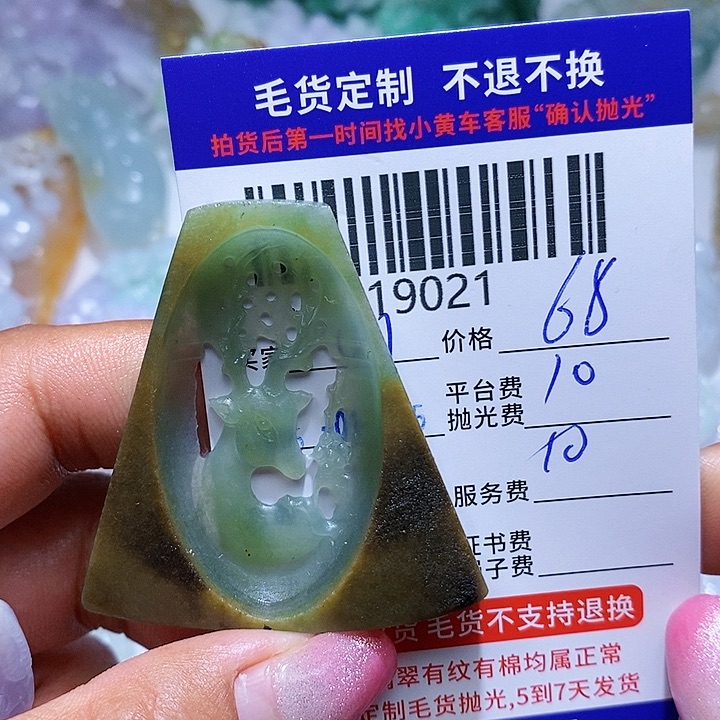 毛货定制 不退不换
拍货后第一时间找小黄车客服“确认抛光”
19021
价格 68
平台费
抛光费 10
服务费 10
证书费
毛货不支持退换
翠有纹有棉均属正常
定制毛货抛光,5到7天发货